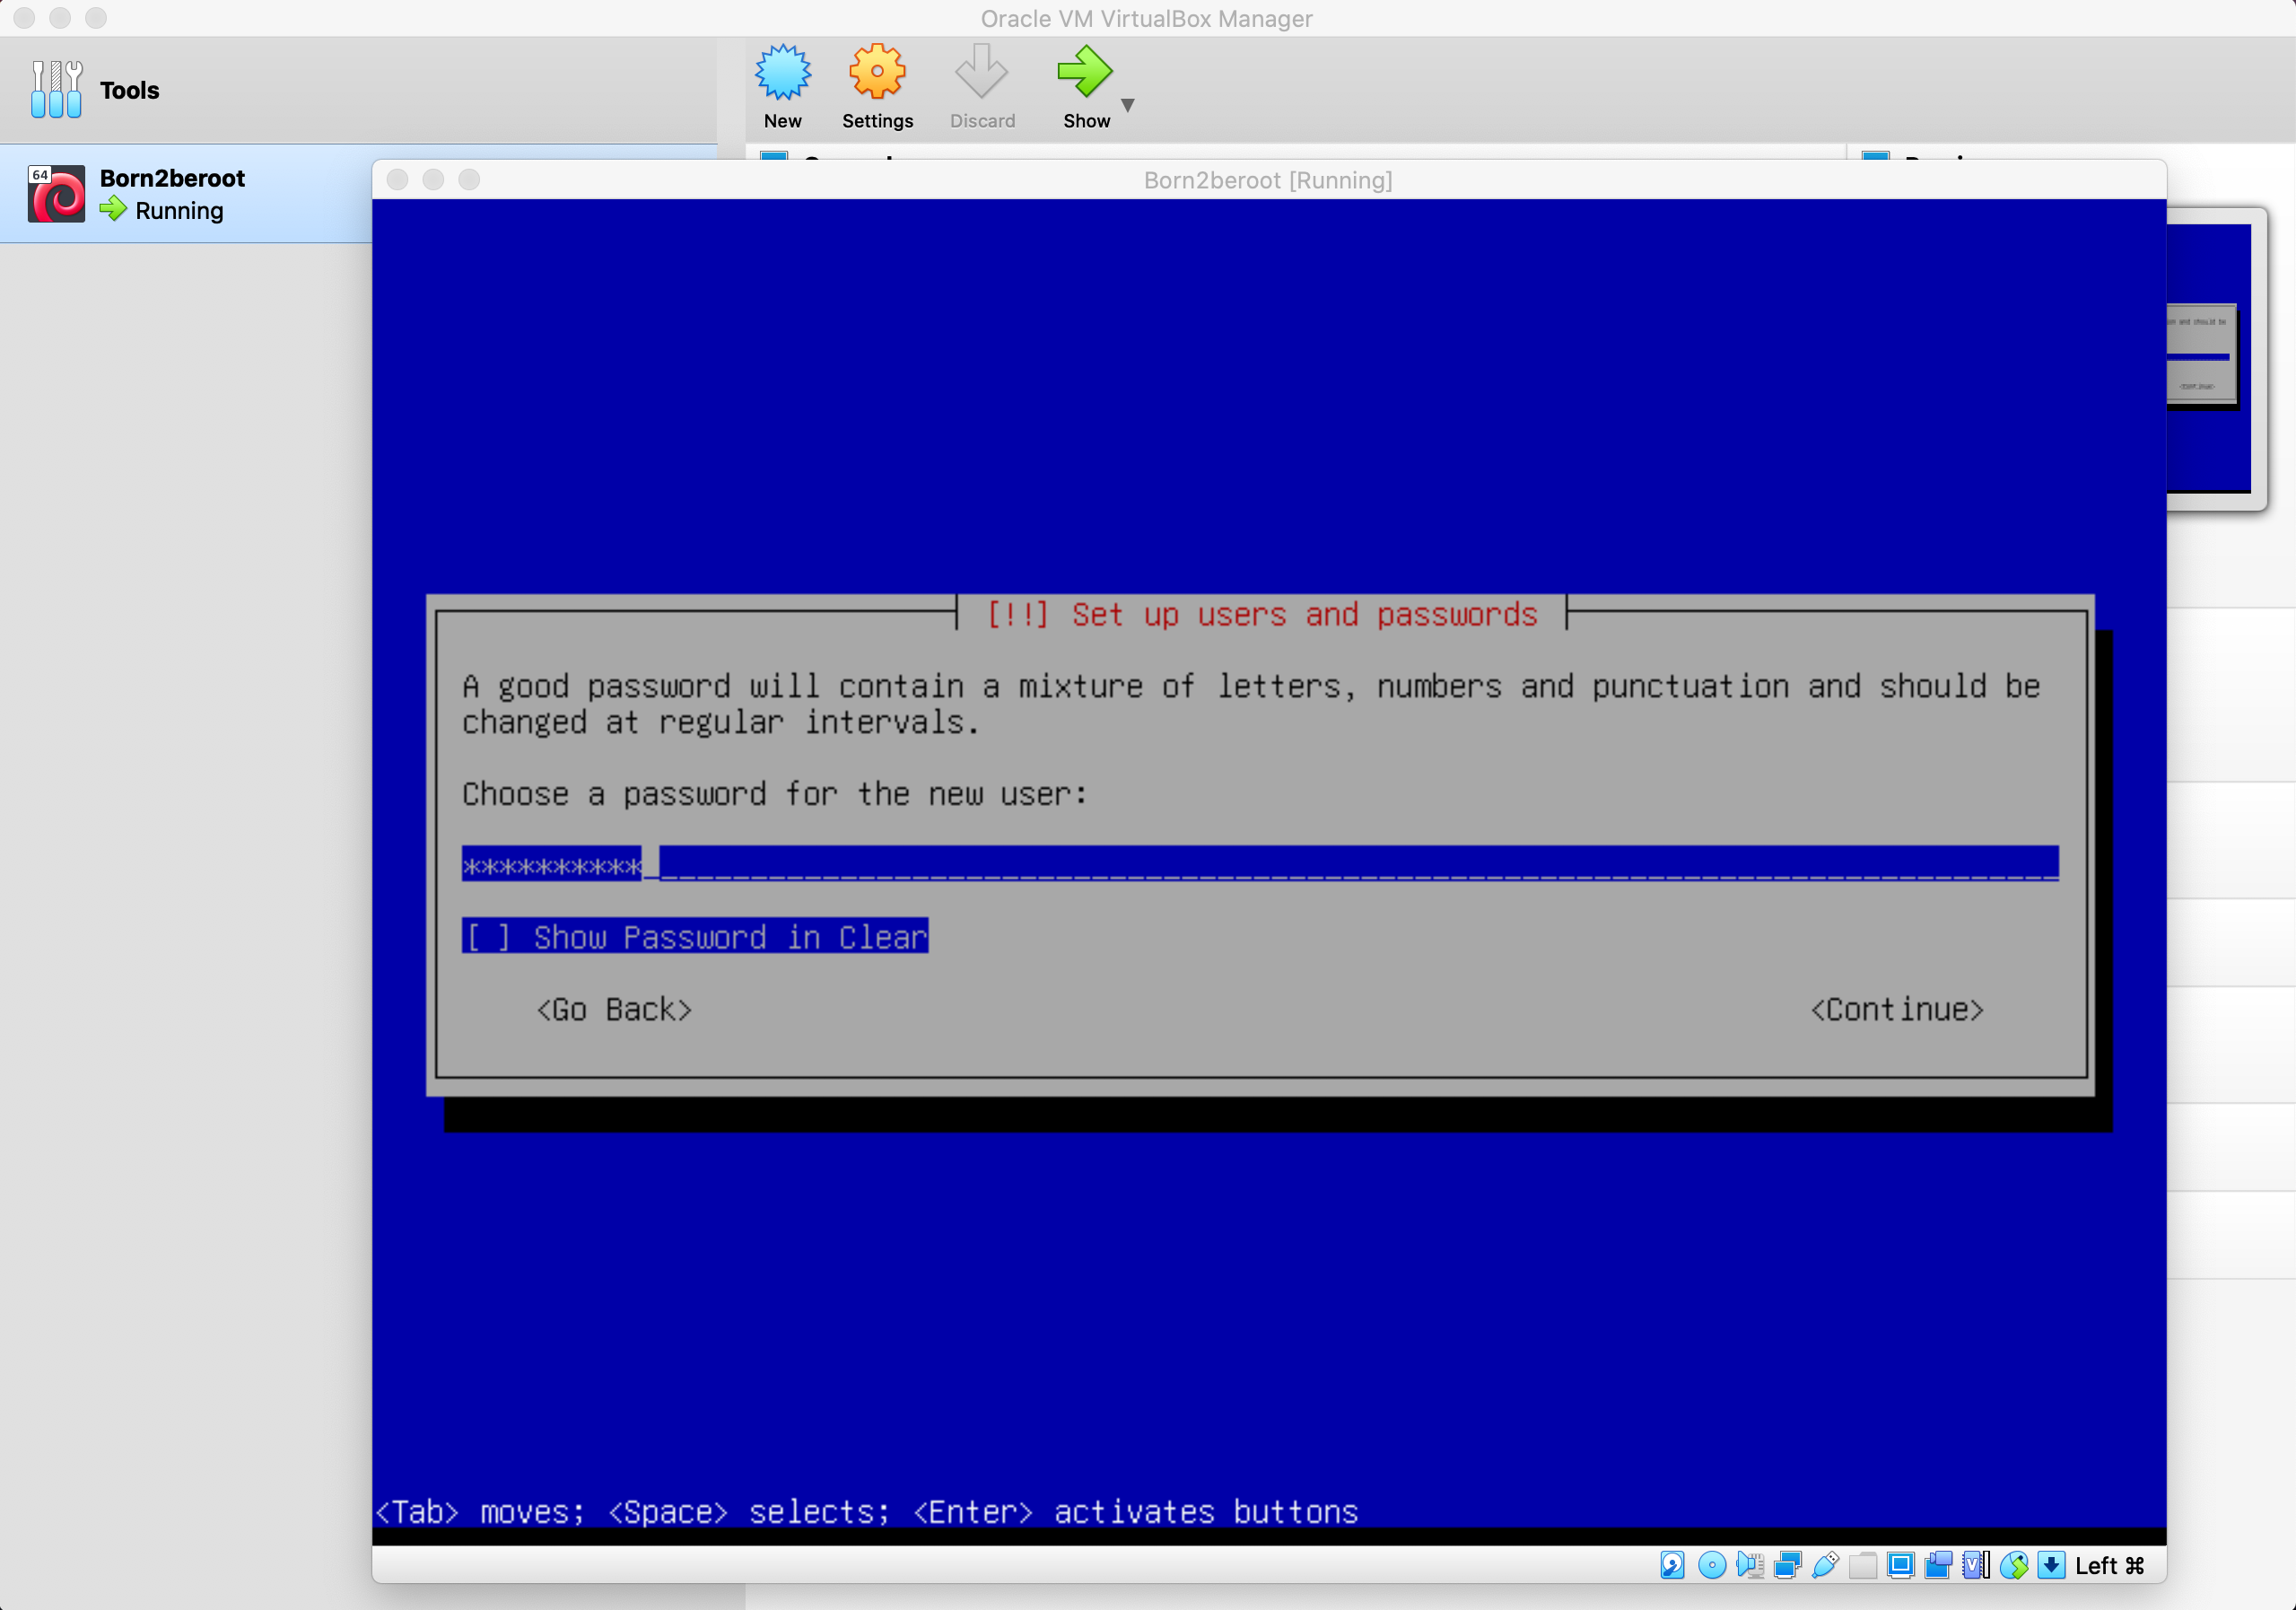 Oracle VM VirtualBox Manager
Tools
New
Settings
Discard
Show
64
Born2beroot
Running
Born2beroot [Running]
[!!] Set up users and passwords
A good password will contain a mixture of letters, numbers and punctuation and should be
changed at regular intervals.
Choose a password for the new user:
**********
[ ] Show Password in Clear
<Go Back>
<Continue>
<Tab> moves; <Space> selects; <Enter> activates buttons
Left ⌘